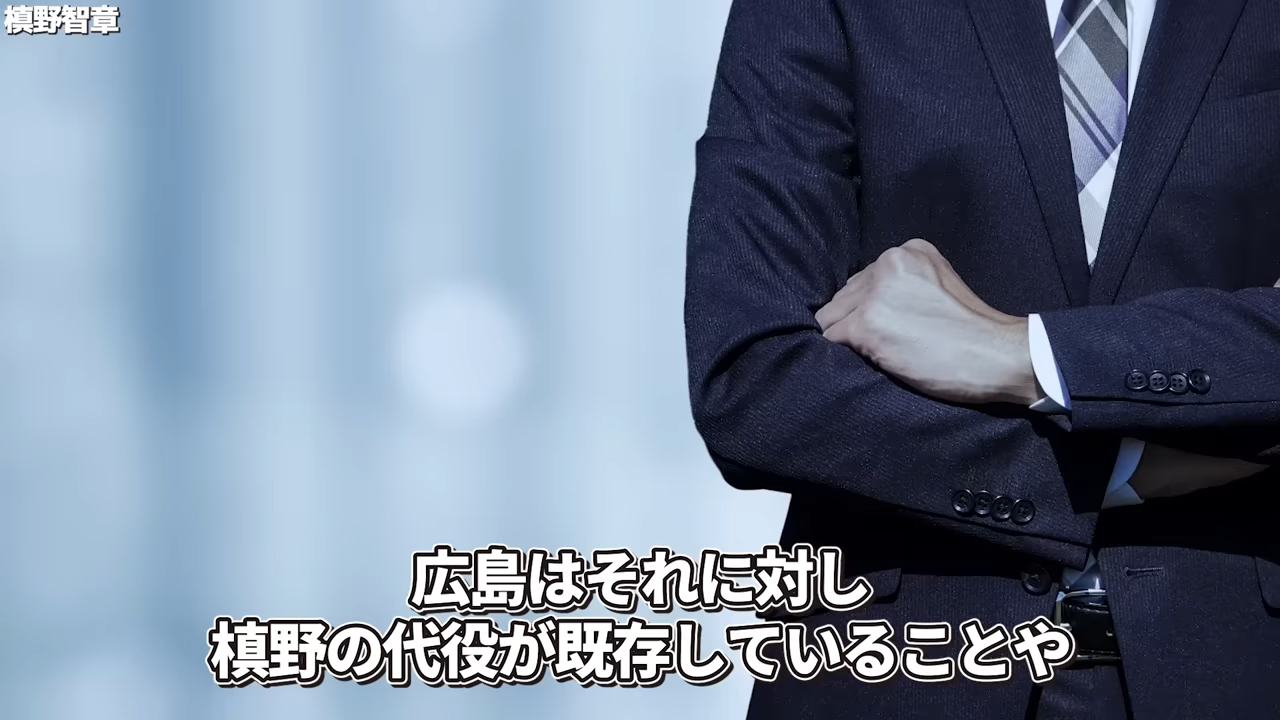 槙野智章
広島はそれに対し
槙野の代役が既存していることや